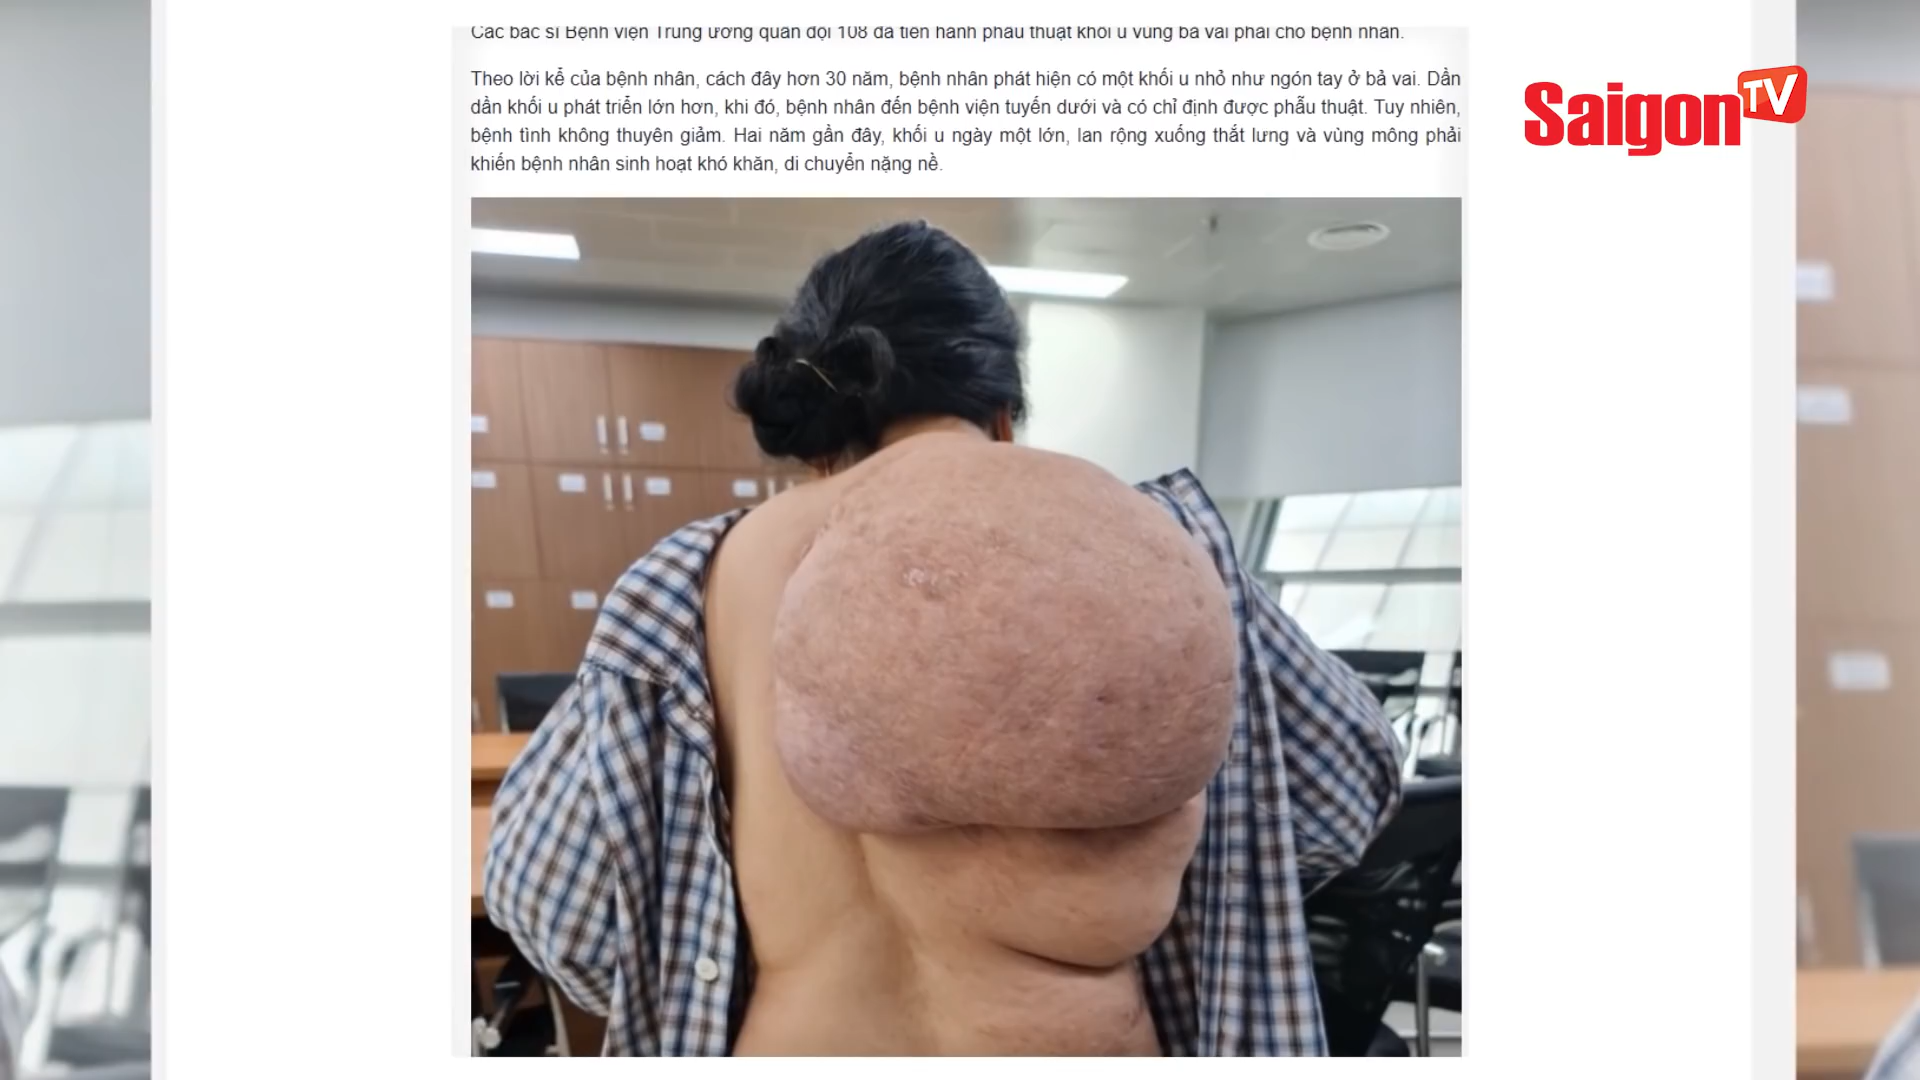 Các bác sĩ Bệnh viện Trung ương quân đội 108 đã tiến hành phẫu thuật khối u vùng bả vai phải cho bệnh nhân.
Theo lời kể của bệnh nhân, cách đây hơn 30 năm, bệnh nhân phát hiện có một khối u nhỏ như ngón tay ở bả vai. Dần
dần khối u phát triển lớn hơn, khi đó, bệnh nhân đến bệnh viện tuyến dưới và có chỉ định được phẫu thuật. Tuy nhiên,
bệnh tình không thuyên giảm. Hai năm gần đây, khối u ngày một lớn, lan rộng xuống thắt lưng và vùng mông phải
khiến bệnh nhân sinh hoạt khó khăn, di chuyển nặng nề.
Saigon TV